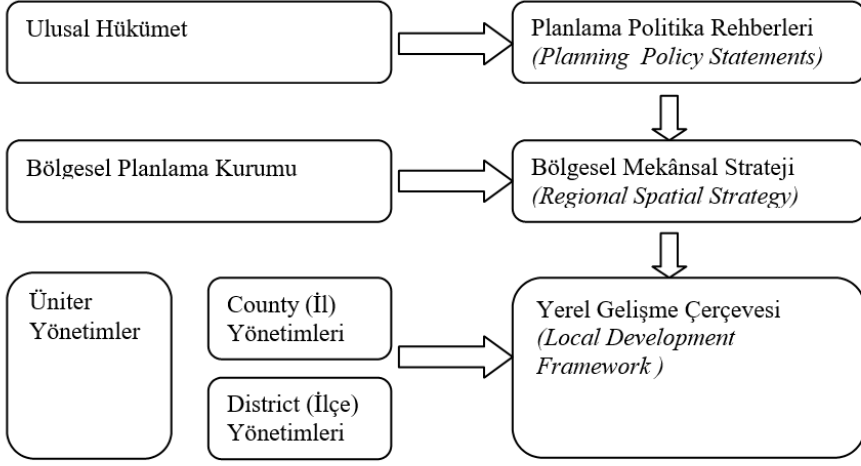 Ulusal Hükümet
Planlama Politika Rehberleri
(Planning Policy Statements)
Bölgesel Planlama Kurumu
Bölgesel Mekânsal Strateji
(Regional Spatial Strategy)
Üniter
Yönetimler
County (İl)
Yönetimleri
District (İlçe)
Yönetimleri
Yerel Gelişme Çerçevesi
(Local Development
Framework )